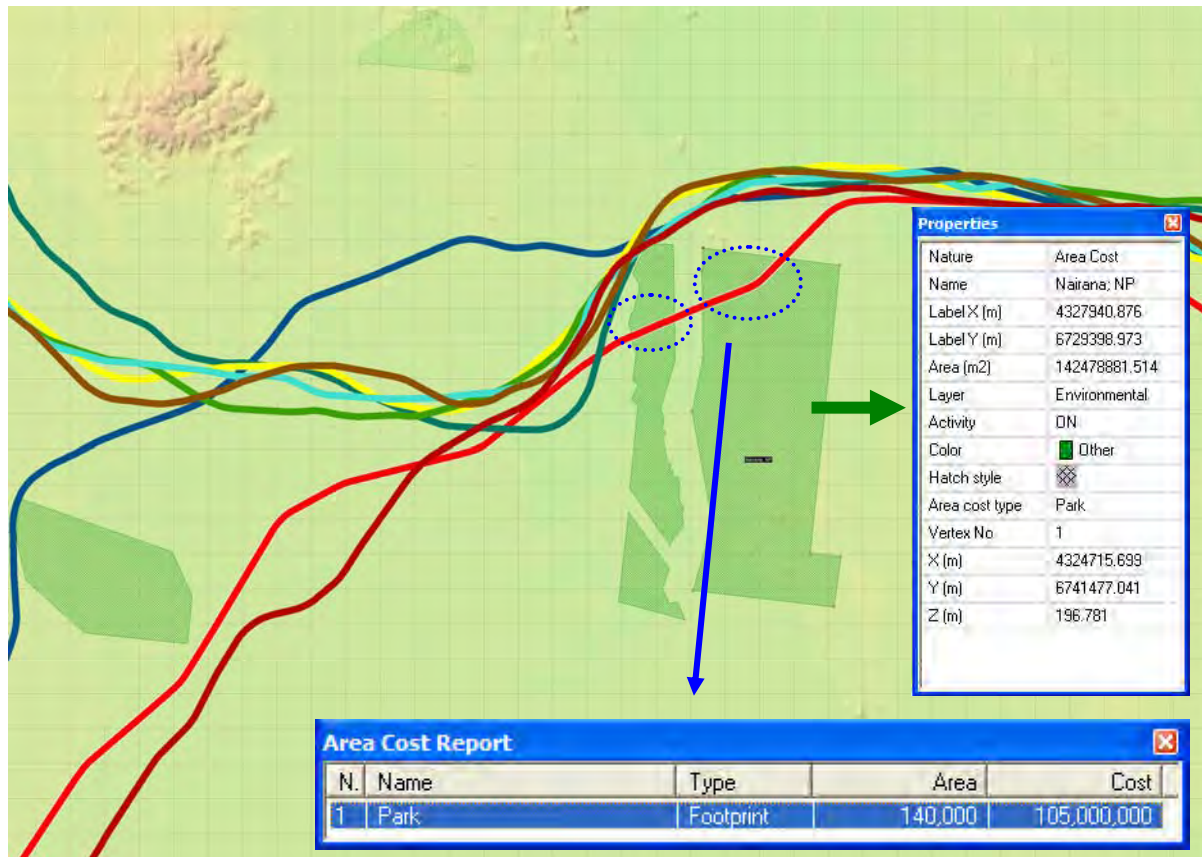 Properties
Nature Area Cost
Name Nairana; NP
Label X (m) 4327940.876
Label Y (m) 6729398.973
Area (m2) 142478881.514
Layer Environmental
Activity ON
Color Other
Hatch style
Area cost type Park
Vertex No 1
X (m) 4324715.699
Y (m) 6741477.041
Z (m) 196.781
Area Cost Report
N. Name Type Area Cost
1 Park Footprint 140,000 105,000,000